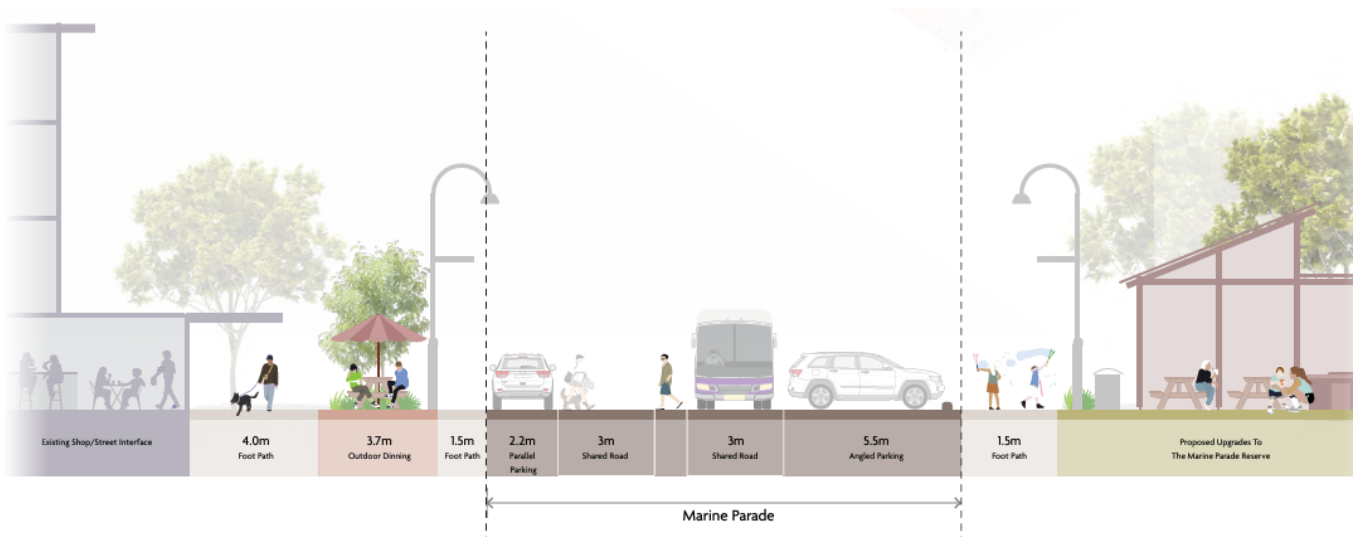 Existing Shop/Street Interface
4.0m
Foot Path
3.7m
Outdoor Dinning
1.5m
Foot Path
2.2m
Parallel
Parking
3m
Shared Road
3m
Shared Road
5.5m
Angled Parking
1.5m
Foot Path
Proposed Upgrades To
The Marine Parade Reserve
Marine Parade